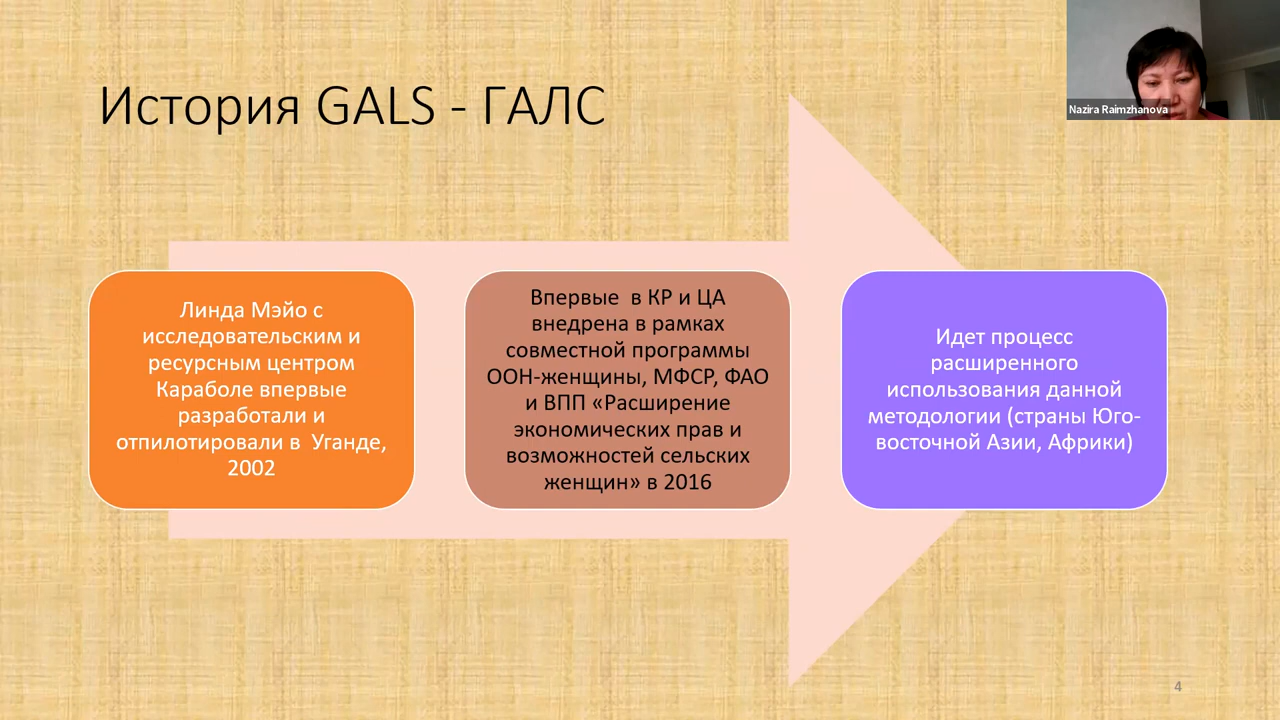 История GALS - ГАЛС
Nazira Raimzhanova
Линда Мэйо с
исследовательским и
ресурсным центром
Караболе впервые
разработали и
отпилотировали в Уганде,
2002
Впервые в КР и ЦА
внедрена в рамках
совместной программы
ООН-женщины, МФСР, ФАО
и ВПП «Расширение
экономических прав и
возможностей сельских
женщин» в 2016
Идет процесс
расширенного
использования данной
методологии (страны Юго-
восточной Азии, Африки)
4